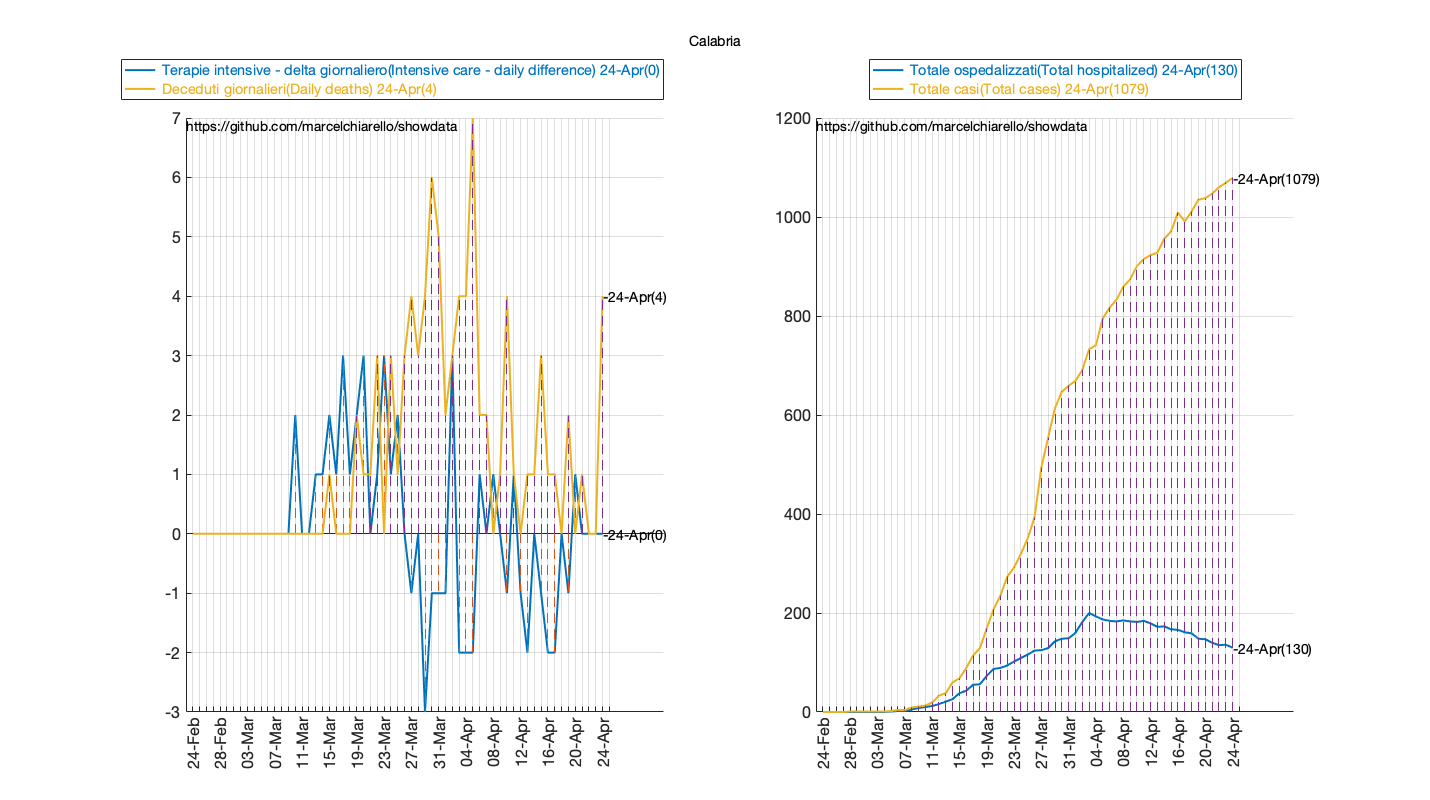 Calabria
Terapie intensive - delta giornaliero(Intensive care - daily difference) 24-Apr(0)
Deceduti giornalieri(Daily deaths) 24-Apr(4)
https://github.com/marcelchiarello/showdata
7
6
5
4
3
2
1
0
-1
-2
-3
-24-Apr(4)
-24-Apr(0)
24-Feb
28-Feb
03-Mar
07-Mar
11-Mar
15-Mar
19-Mar
23-Mar
27-Mar
31-Mar
04-Apr
08-Apr
12-Apr
16-Apr
20-Apr
24-Apr
Totale ospedalizzati(Total hospitalized) 24-Apr(130)
Totale casi(Total cases) 24-Apr(1079)
https://github.com/marcelchiarello/showdata
1200
1000
800
600
400
200
0
-24-Apr(1079)
-24-Apr(130)
24-Feb
28-Feb
03-Mar
07-Mar
11-Mar
15-Mar
19-Mar
23-Mar
27-Mar
31-Mar
04-Apr
08-Apr
12-Apr
16-Apr
20-Apr
24-Apr